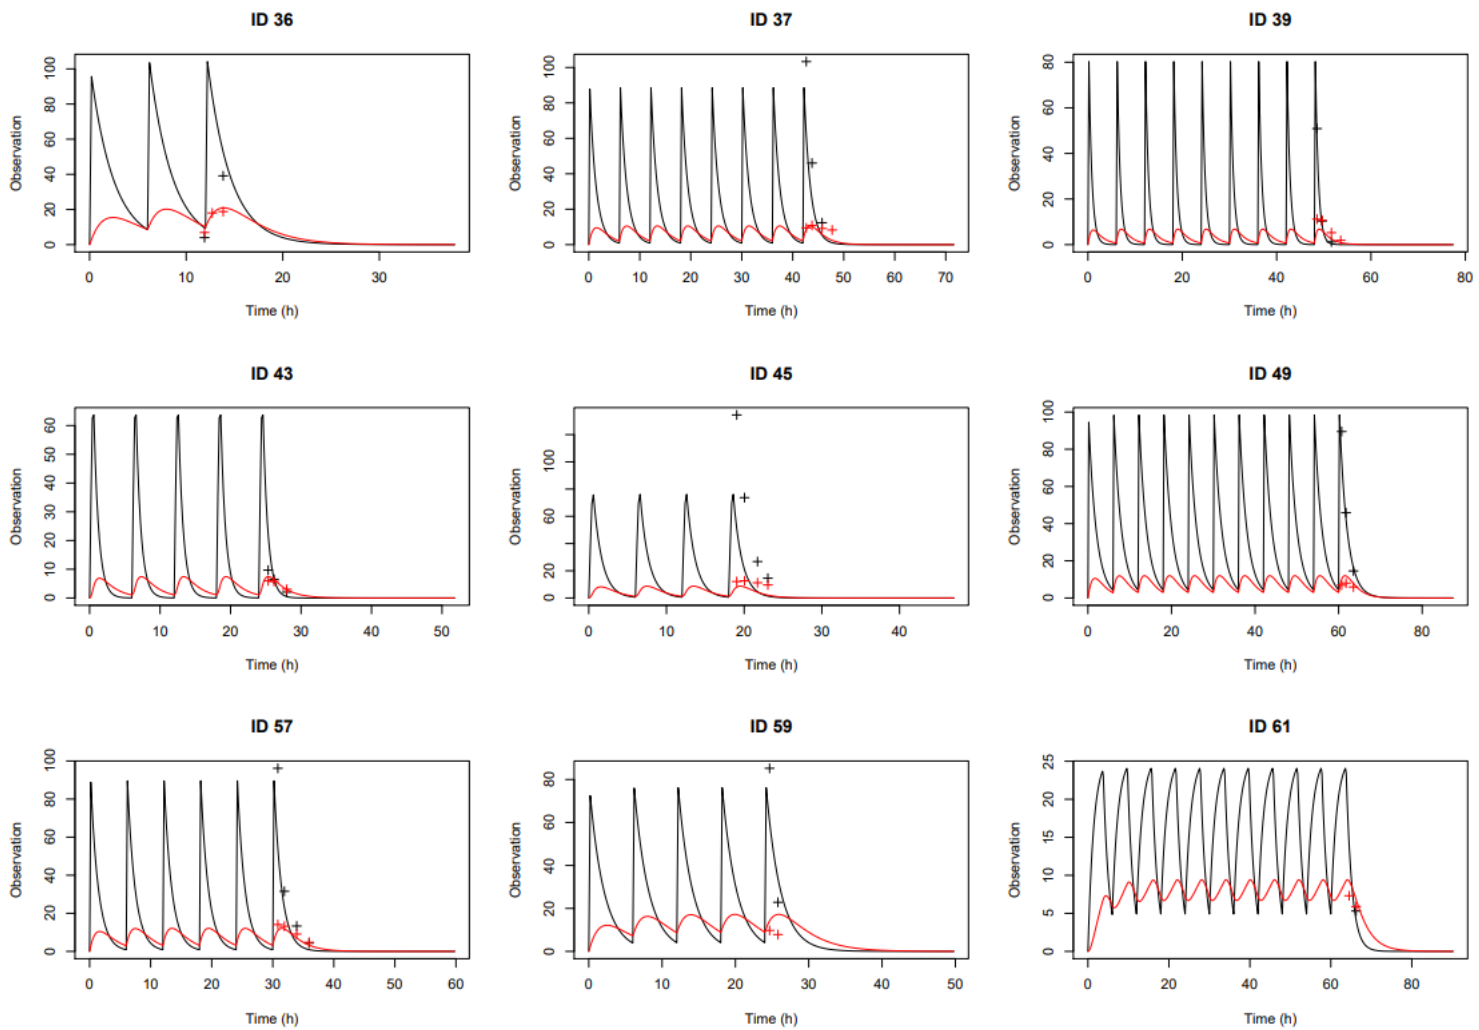 ID 36
ID 37
ID 39
Observation
0 20 40 60 80 100
Observation
0 20 40 60 80 100
Observation
0 20 40 60 80
0 10 20 30
0 10 20 30 40 50 60 70
0 20 40 60 80
Time (h)
Time (h)
Time (h)
ID 43
ID 45
ID 49
Observation
0 10 20 30 40 50 60
Observation
0 20 60 100
Observation
0 20 40 60 80 100
0 10 20 30 40 50
0 10 20 30 40
0 20 40 60 80
Time (h)
Time (h)
Time (h)
ID 57
ID 59
ID 61
Observation
0 20 40 60 80 100
Observation
0 20 40 60 80
Observation
0 5 10 15 20 25
0 10 20 30 40 50 60
0 10 20 30 40 50
0 20 40 60 80
Time (h)
Time (h)
Time (h)